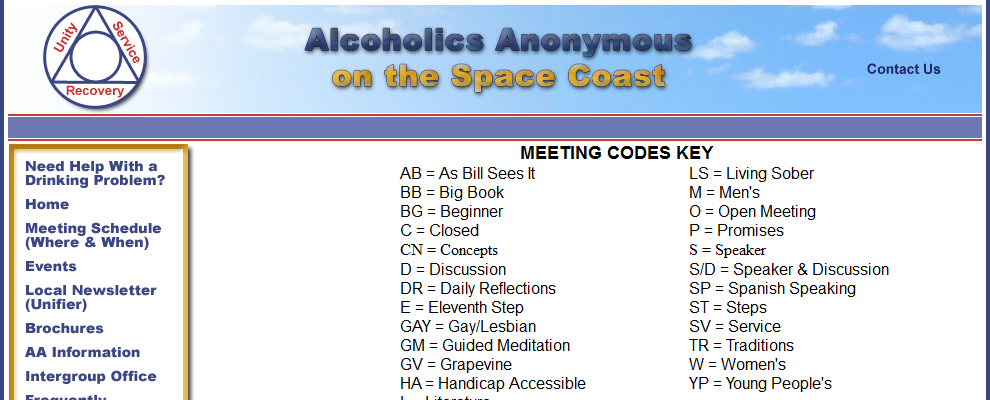 Unity
Service
Recovery
Alcoholics Anonymous
on the Space Coast
Contact Us
Need Help With a
Drinking Problem?
Home
Meeting Schedule
(Where & When)
Events
Local Newsletter
(Unifier)
Brochures
AA Information
Intergroup Office
Frequently
MEETING CODES KEY
AB = As Bill Sees It
BB = Big Book
BG = Beginner
C = Closed
CN = Concepts
D = Discussion
DR = Daily Reflections
E = Eleventh Step
GAY = Gay/Lesbian
GM = Guided Meditation
GV = Grapevine
HA = Handicap Accessible
LS = Living Sober
M = Men's
O = Open Meeting
P = Promises
S = Speaker
S/D = Speaker & Discussion
SP = Spanish Speaking
ST = Steps
SV = Service
TR = Traditions
W = Women's
YP = Young People's